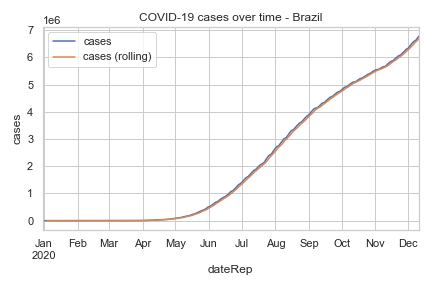 COVID-19 cases over time - Brazil
1e6
cases
cases (rolling)
7
6
5
4
3
2
1
0
cases
Jan Feb Mar Apr May Jun Jul Aug Sep Oct Nov Dec
2020
dateRep